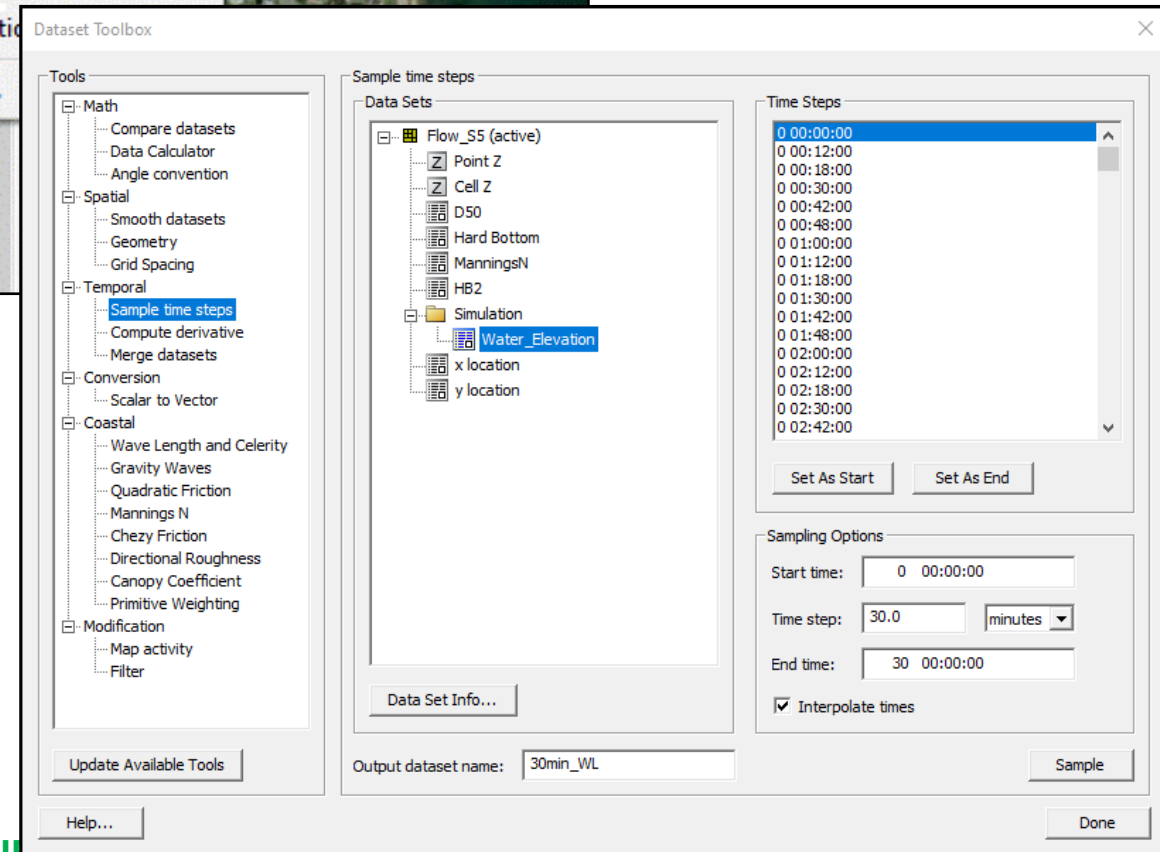 Dataset Toolbox
Tools
Math
Compare datasets
Data Calculator
Angle convention
Spatial
Smooth datasets
Geometry
Grid Spacing
Temporal
Sample time steps
Compute derivative
Merge datasets
Conversion
Scalar to Vector
Coastal
Wave Length and Celerity
Gravity Waves
Quadratic Friction
Mannings N
Chezy Friction
Directional Roughness
Canopy Coefficient
Primitive Weighting
Modification
Map activity
Filter
Update Available Tools
Help...
Sample time steps
Data Sets
Flow_S5 (active)
Z Point Z
Z Cell Z
D50
Hard Bottom
ManningsN
HB2
Simulation
Water_Elevation
x location
y location
Data Set Info...
Output dataset name: 30min_WL
Time Steps
0 00:00:00
0 00:12:00
0 00:18:00
0 00:30:00
0 00:42:00
0 00:48:00
0 01:00:00
0 01:12:00
0 01:18:00
0 01:30:00
0 01:42:00
0 01:48:00
0 02:00:00
0 02:12:00
0 02:18:00
0 02:30:00
0 02:42:00
Set As Start Set As End
Sampling Options
Start time: 0 00:00:00
Time step: 30.0 minutes
End time: 30 00:00:00
Interpolate times
Sample
Done